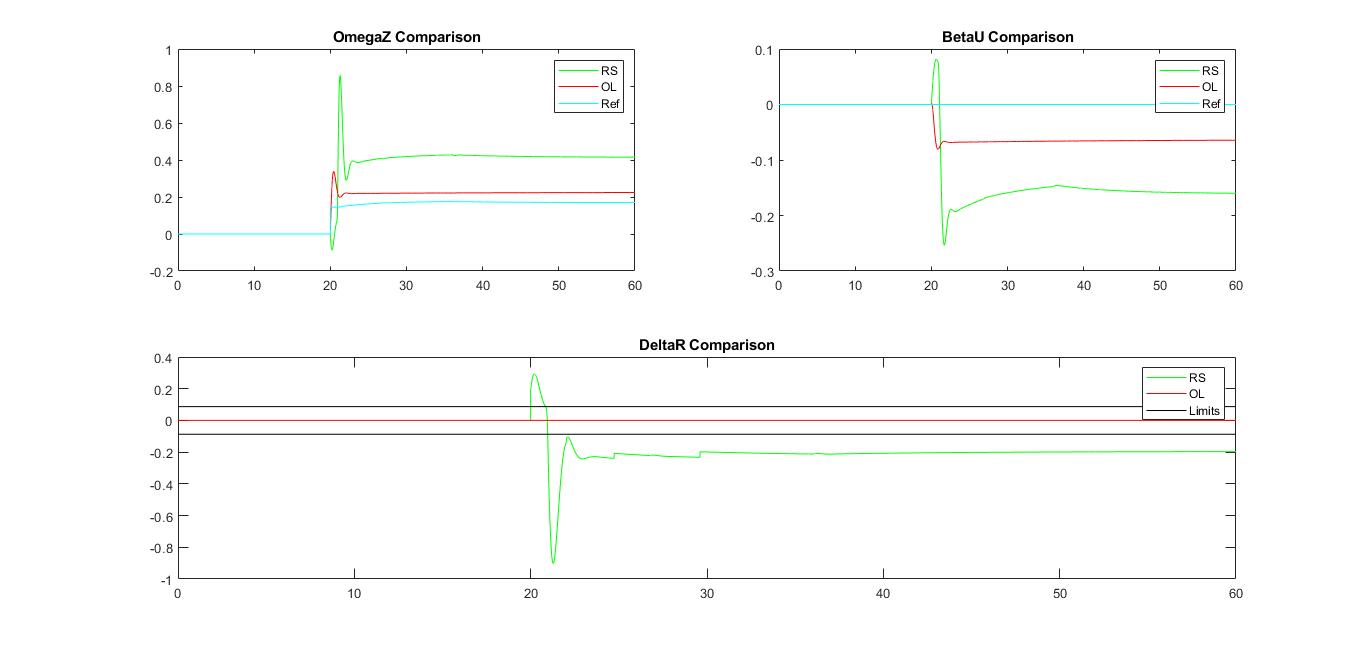 OmegaZ Comparison
1
0.8
0.6
0.4
0.2
0
-0.2
0 10 20 30 40 50 60
RS
OL
Ref
BetaU Comparison
0.1
0
-0.1
-0.2
-0.3
0 10 20 30 40 50 60
RS
OL
Ref
DeltaR Comparison
0.4
0.2
0
-0.2
-0.4
-0.6
-0.8
-1
0 10 20 30 40 50 60
RS
OL
Limits